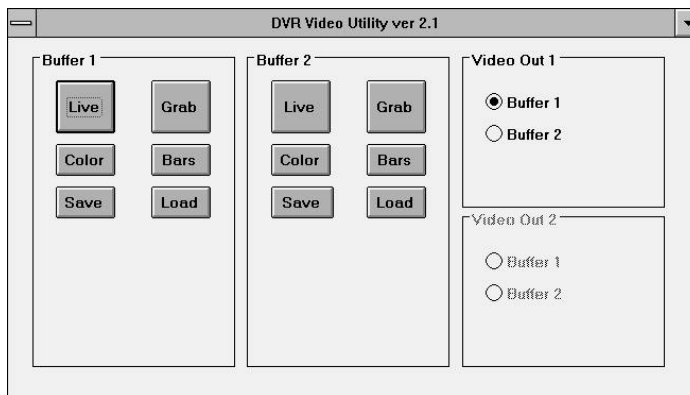 DVR Video Utility ver 2.1
Buffer 1
Live Grab
Color Bars
Save Load
Buffer 2
Live Grab
Color Bars
Save Load
Video Out 1
Buffer 1
Buffer 2
Video Out 2
Buffer 1
Buffer 2